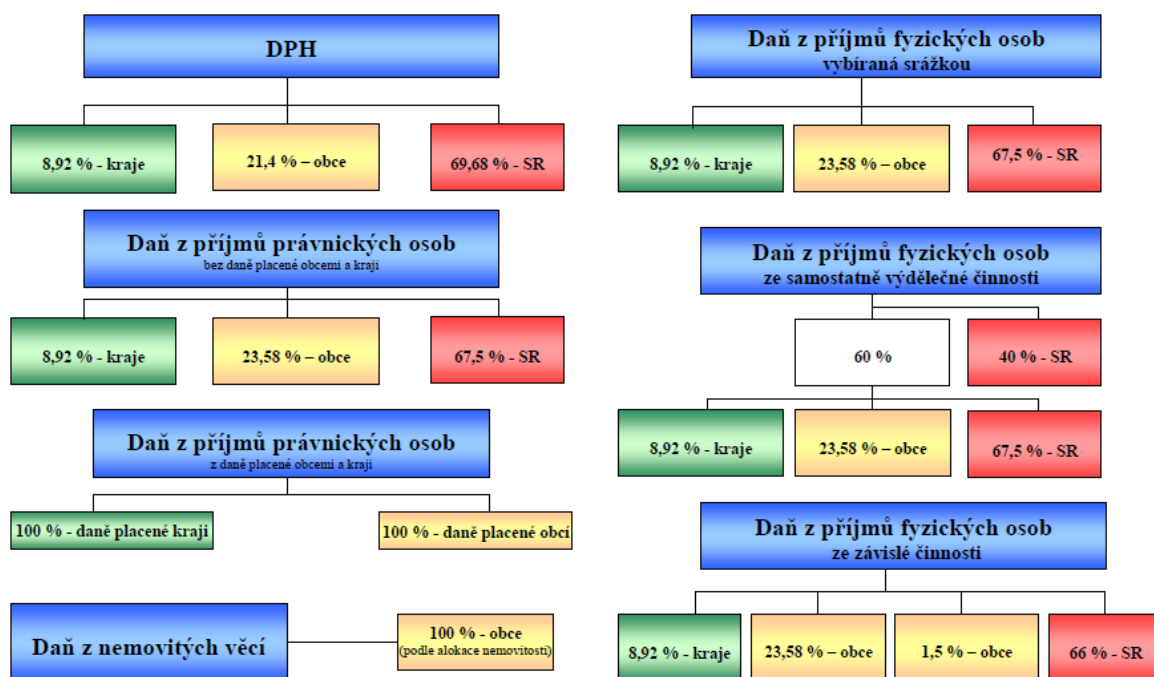 DPH
8,92 % - kraje
21,4 % – obce
69,68 % - SR
Daň z příjmů právnických osob
bez daně placené obcemi a kraji
8,92 % - kraje
23,58 % – obce
67,5 % - SR
Daň z příjmů právnických osob
z daně placené obcemi a kraji
100 % - daně placené kraji
100 % - daně placené obcí
Daň z nemovitých věcí
100 % - obce
(podle alokace nemovitosti)
Daň z příjmů fyzických osob
vybíraná srážkou
8,92 % - kraje
23,58 % – obce
67,5 % - SR
Daň z příjmů fyzických osob
ze samostatně výdělečné činnosti
60 %
40 % - SR
8,92 % - kraje
23,58 % – obce
67,5 % - SR
Daň z příjmů fyzických osob
ze závislé činnosti
8,92 % - kraje
23,58 % – obce
1,5 % – obce
66 % - SR